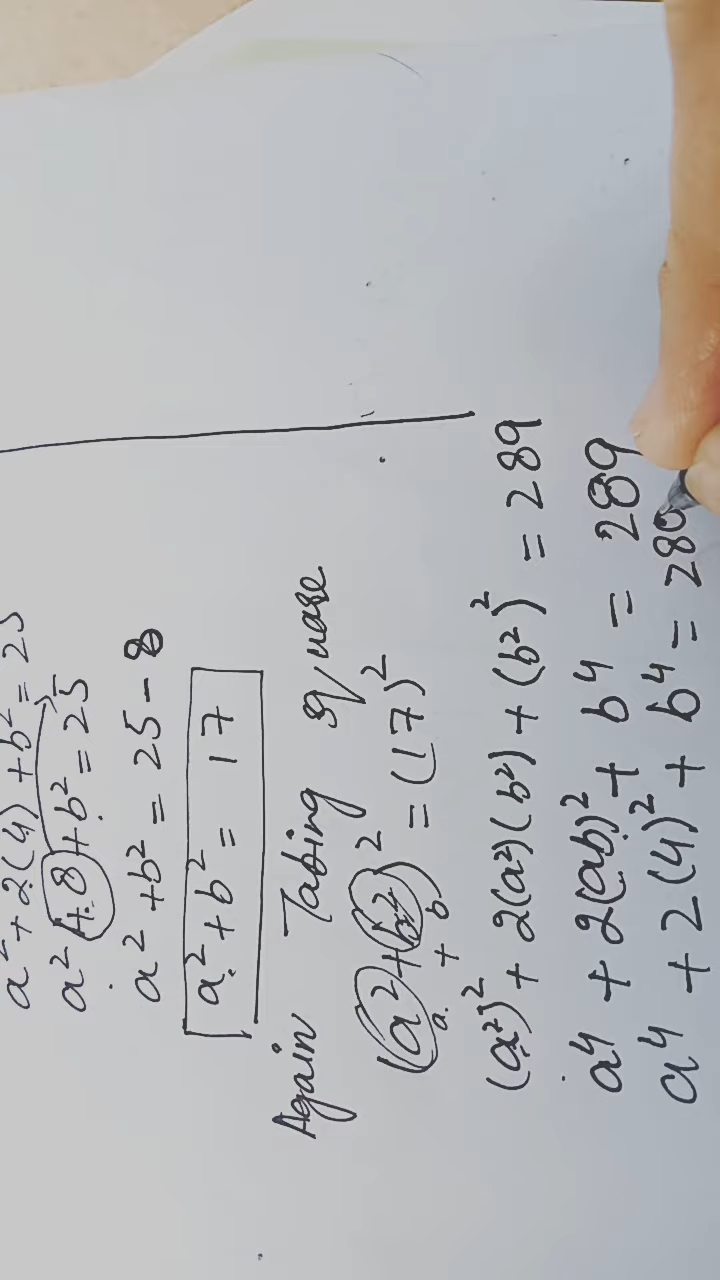 a² + 2(4) + b² = 25
a² + 8 + b² = 25
a² + b² = 25 - 8
a² + b² = 17
Again Tabing square
(a² + b²)² = (17)²
a + b
(a²)² + 2(a²)(b²) + (b²)² = 289
a⁴ + 2(ab)² + b⁴ = 289
a⁴ + 2(4)² + b⁴ = 28